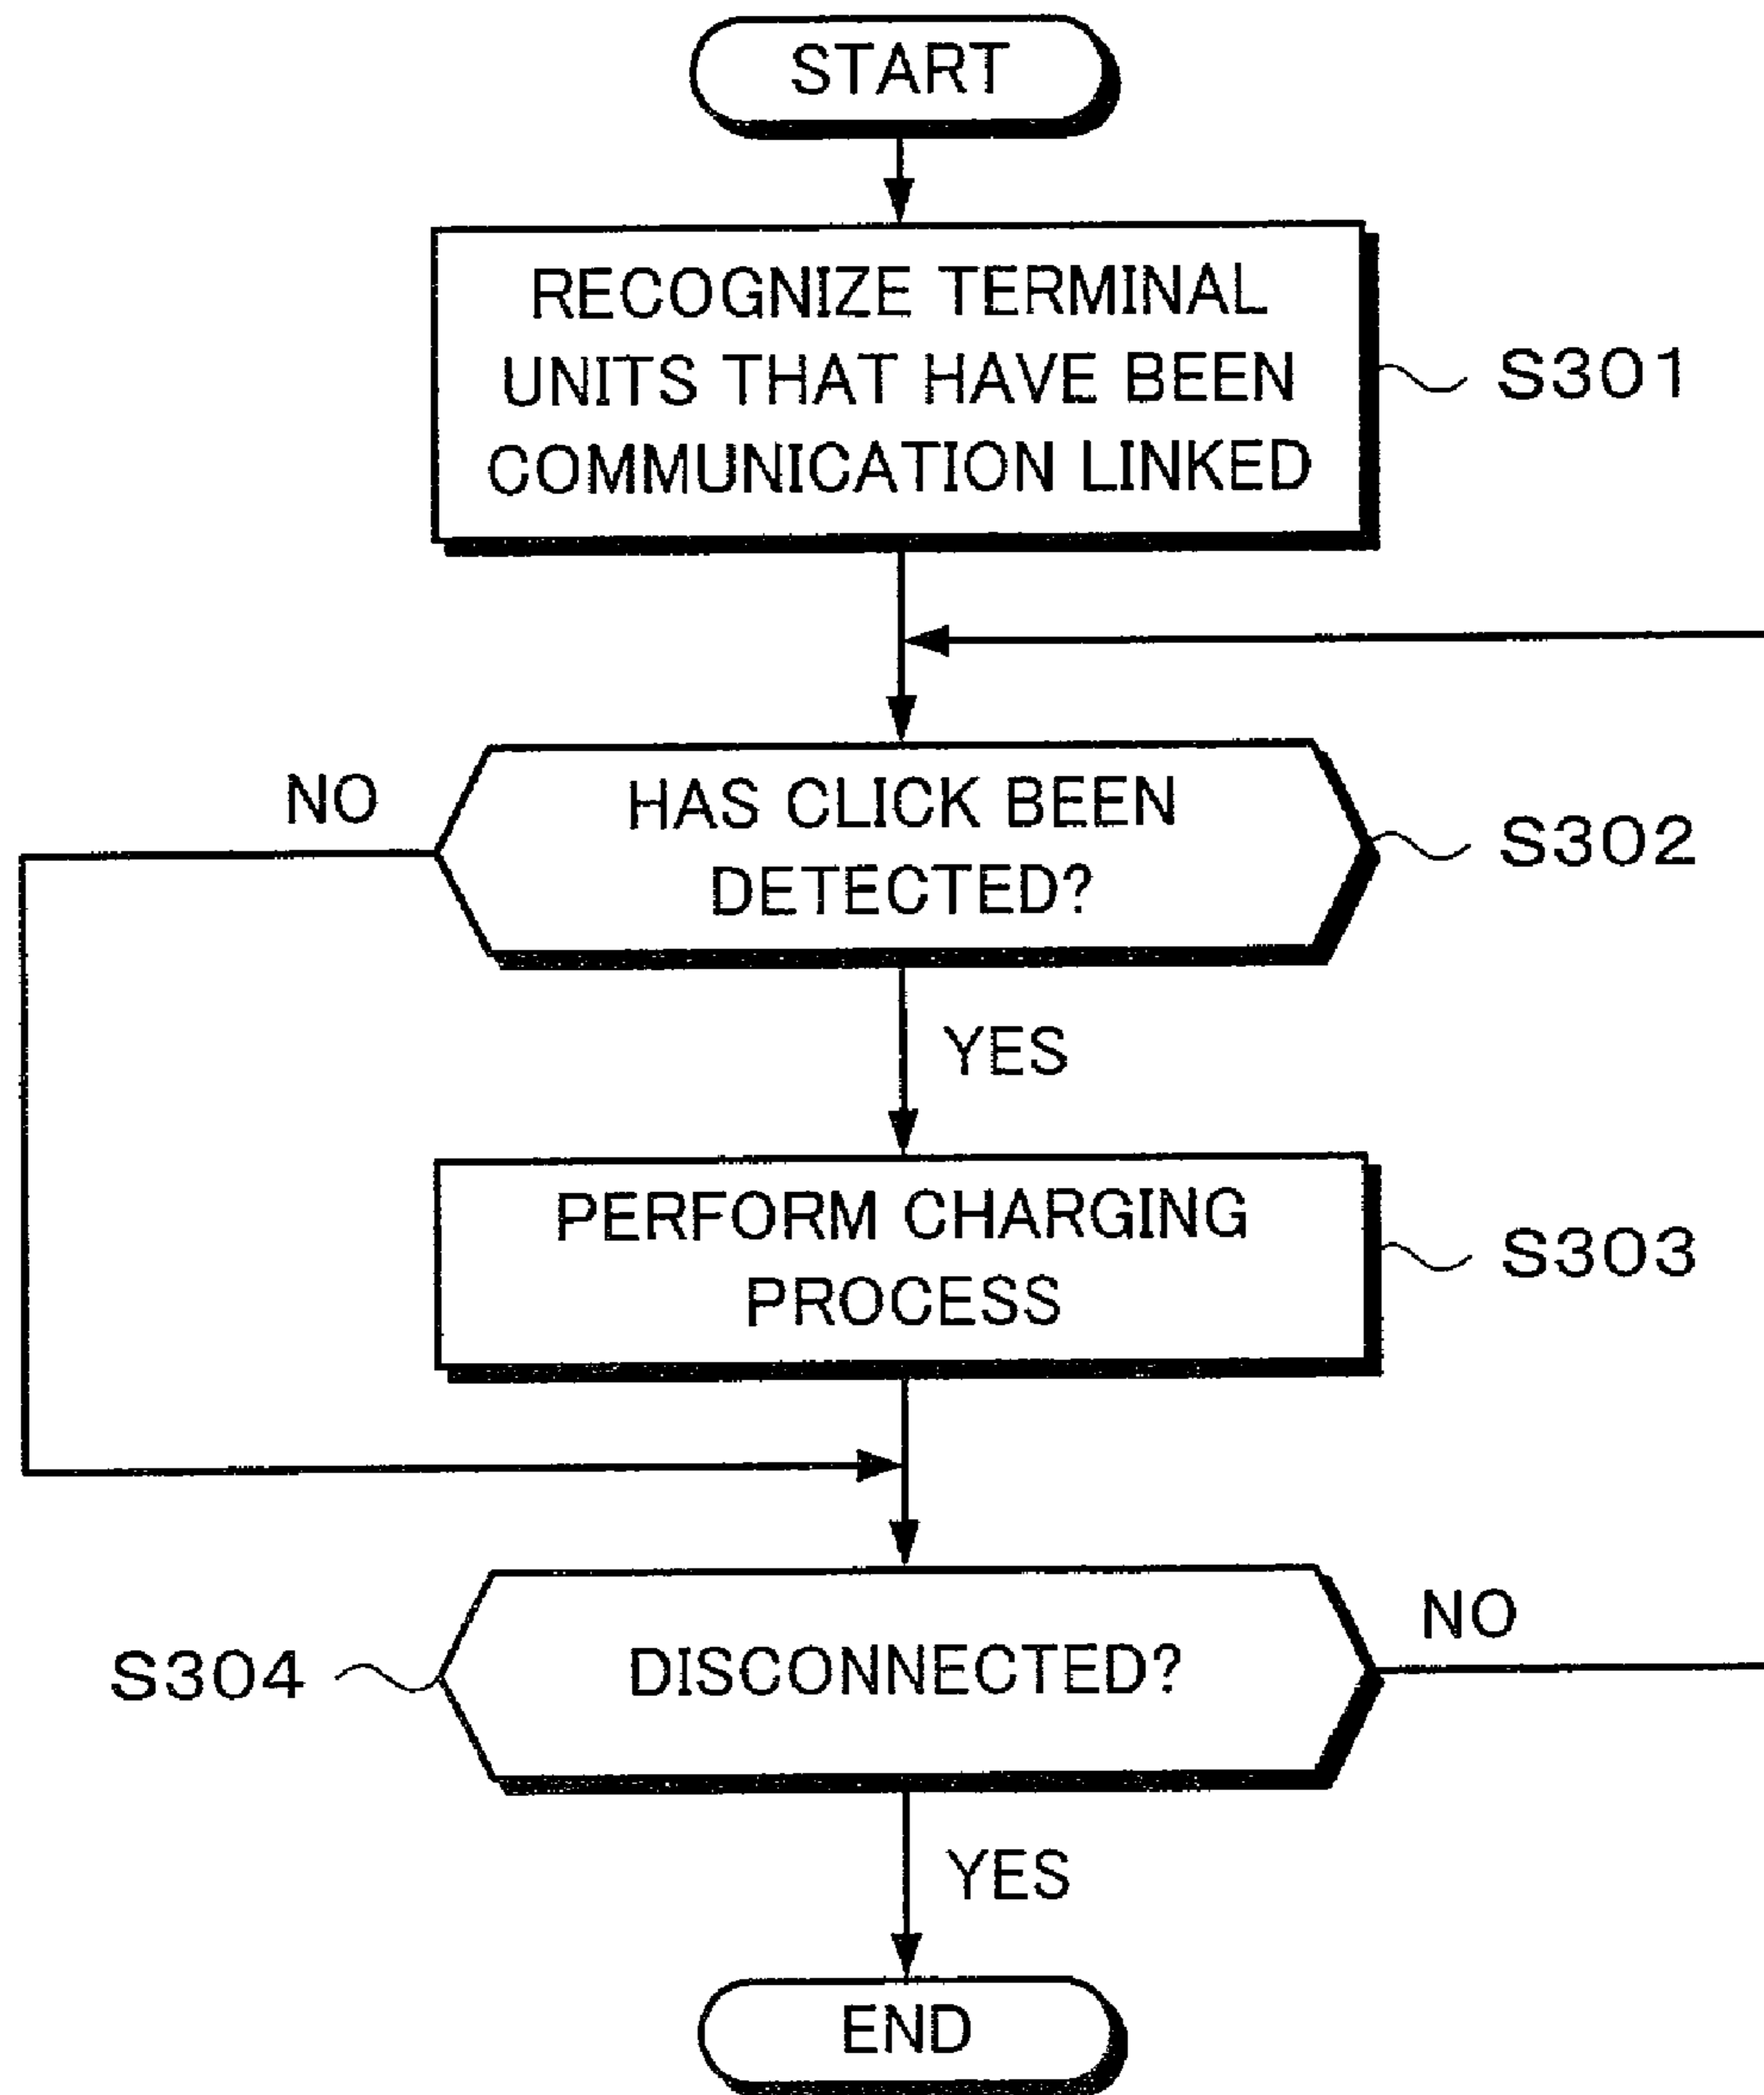 START
RECOGNIZE TERMINAL
UNITS THAT HAVE BEEN
COMMUNICATION LINKED
S301
NO
HAS CLICK BEEN
DETECTED?
S302
YES
PERFORM CHARGING
PROCESS
S303
S304
DISCONNECTED?
NO
YES
END